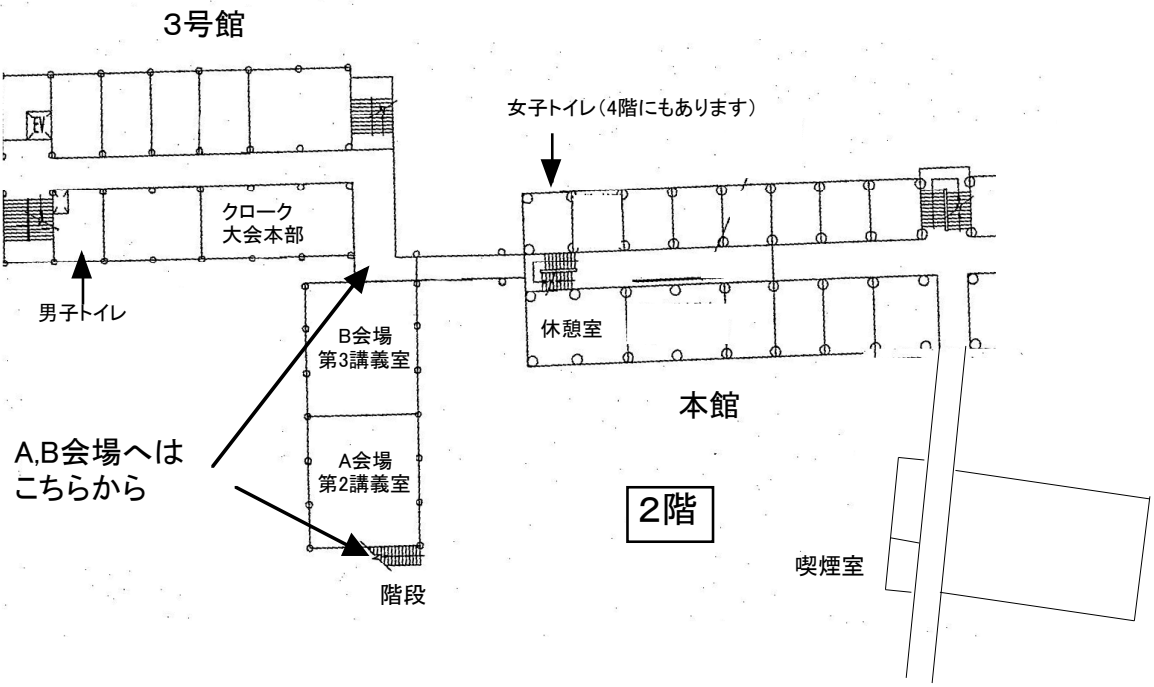 3号館
EV
女子トイレ(4階にもあります)
クローク
大会本部
男子トイレ
B会場
第3講義室
休憩室
本館
A,B会場へは
こちらから
A会場
第2講義室
2階
喫煙室
階段